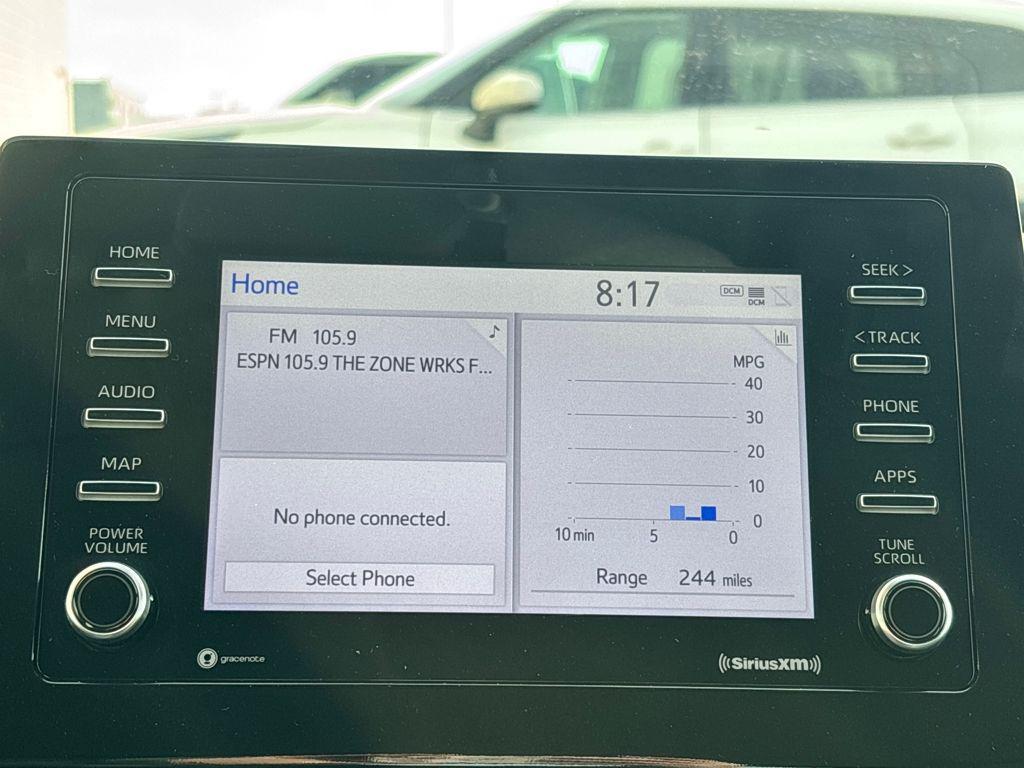 HOME
MENU
AUDIO
MAP
POWER
VOLUME
Home
8:17
DCM
DCM
FM 105.9
ESPN 105.9 THE ZONE WRKS F...
No phone connected.
Select Phone
MPG
40
30
20
10
0
10 min 5 0
Range 244 miles
SEEK >
< TRACK
PHONE
APPS
TUNE
SCROLL
gracenote
((SiriusXM))